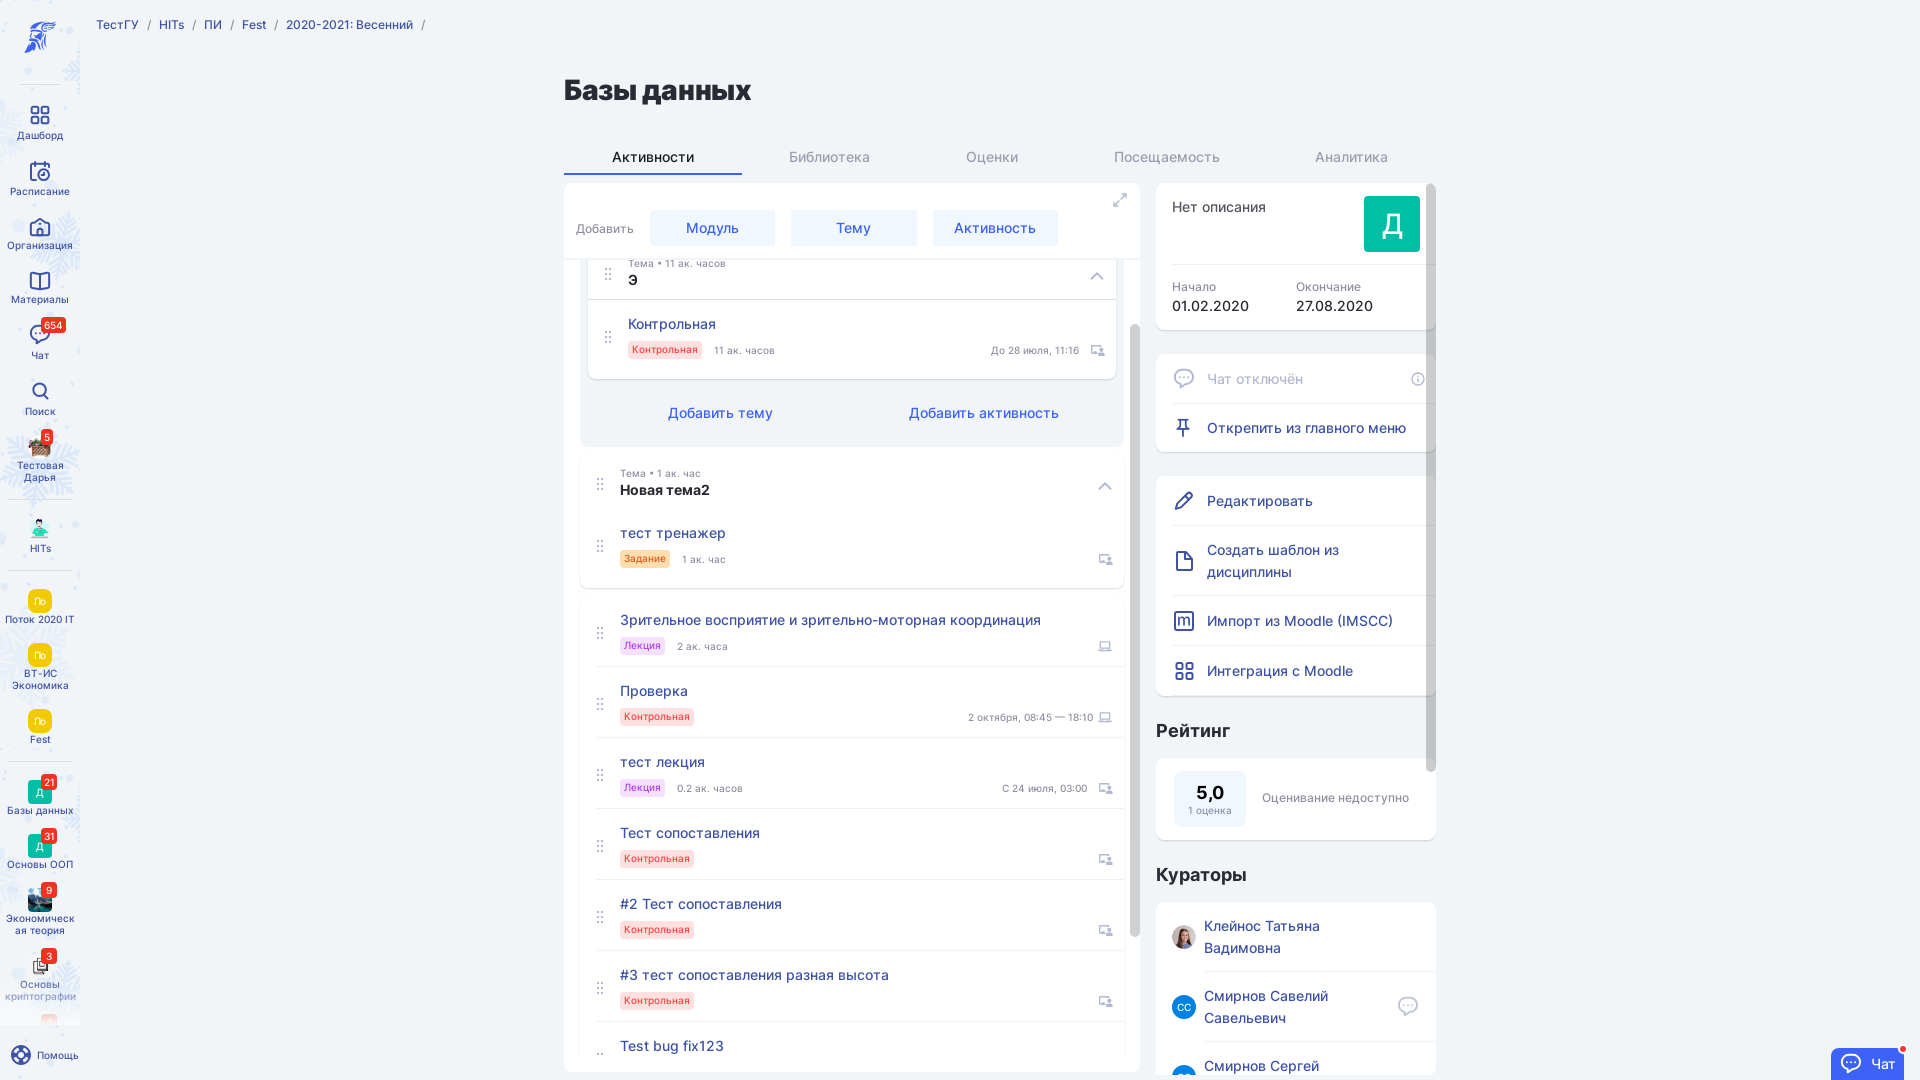 ТестГУ / HITs / ПИ / Fest / 2020-2021: Весенний /
Дашборд
Расписание
Организация
Материалы
654
Чат
Поиск
5
Тестовая
Дарья
HITs
По
Поток 2020 IT
По
ВТ-ИС
Экономика
По
Fest
21
Д
Базы данных
31
Д
Основы ООП
9
Экономическ
ая теория
3
Основы
криптографии
Помощь
Базы данных
Активности
Библиотека
Оценки
Посещаемость
Аналитика
Добавить
Модуль
Тему
Активность
Тема • 11 ак. часов
Э
Контрольная
Контрольная 11 ак. часов До 28 июля, 11:16
Добавить тему
Добавить активность
Тема • 1 ак. час
Новая тема2
тест тренажер
Задание 1 ак. час
Зрительное восприятие и зрительно-моторная координация
Лекция 2 ак. часа
Проверка
Контрольная 2 октября, 08:45 — 18:10
тест лекция
Лекция 0.2 ак. часов С 24 июля, 03:00
Тест сопоставления
Контрольная
#2 Тест сопоставления
Контрольная
#3 тест сопоставления разная высота
Контрольная
Test bug fix123
Нет описания
Д
Начало
01.02.2020
Окончание
27.08.2020
Чат отключён
Открепить из главного меню
Редактировать
Создать шаблон из
дисциплины
Импорт из Moodle (IMSCC)
Интеграция с Moodle
Рейтинг
5,0
1 оценка
Оценивание недоступно
Кураторы
Клейнос Татьяна
Вадимовна
СС
Смирнов Савелий
Савельевич
Смирнов Сергей
Чат